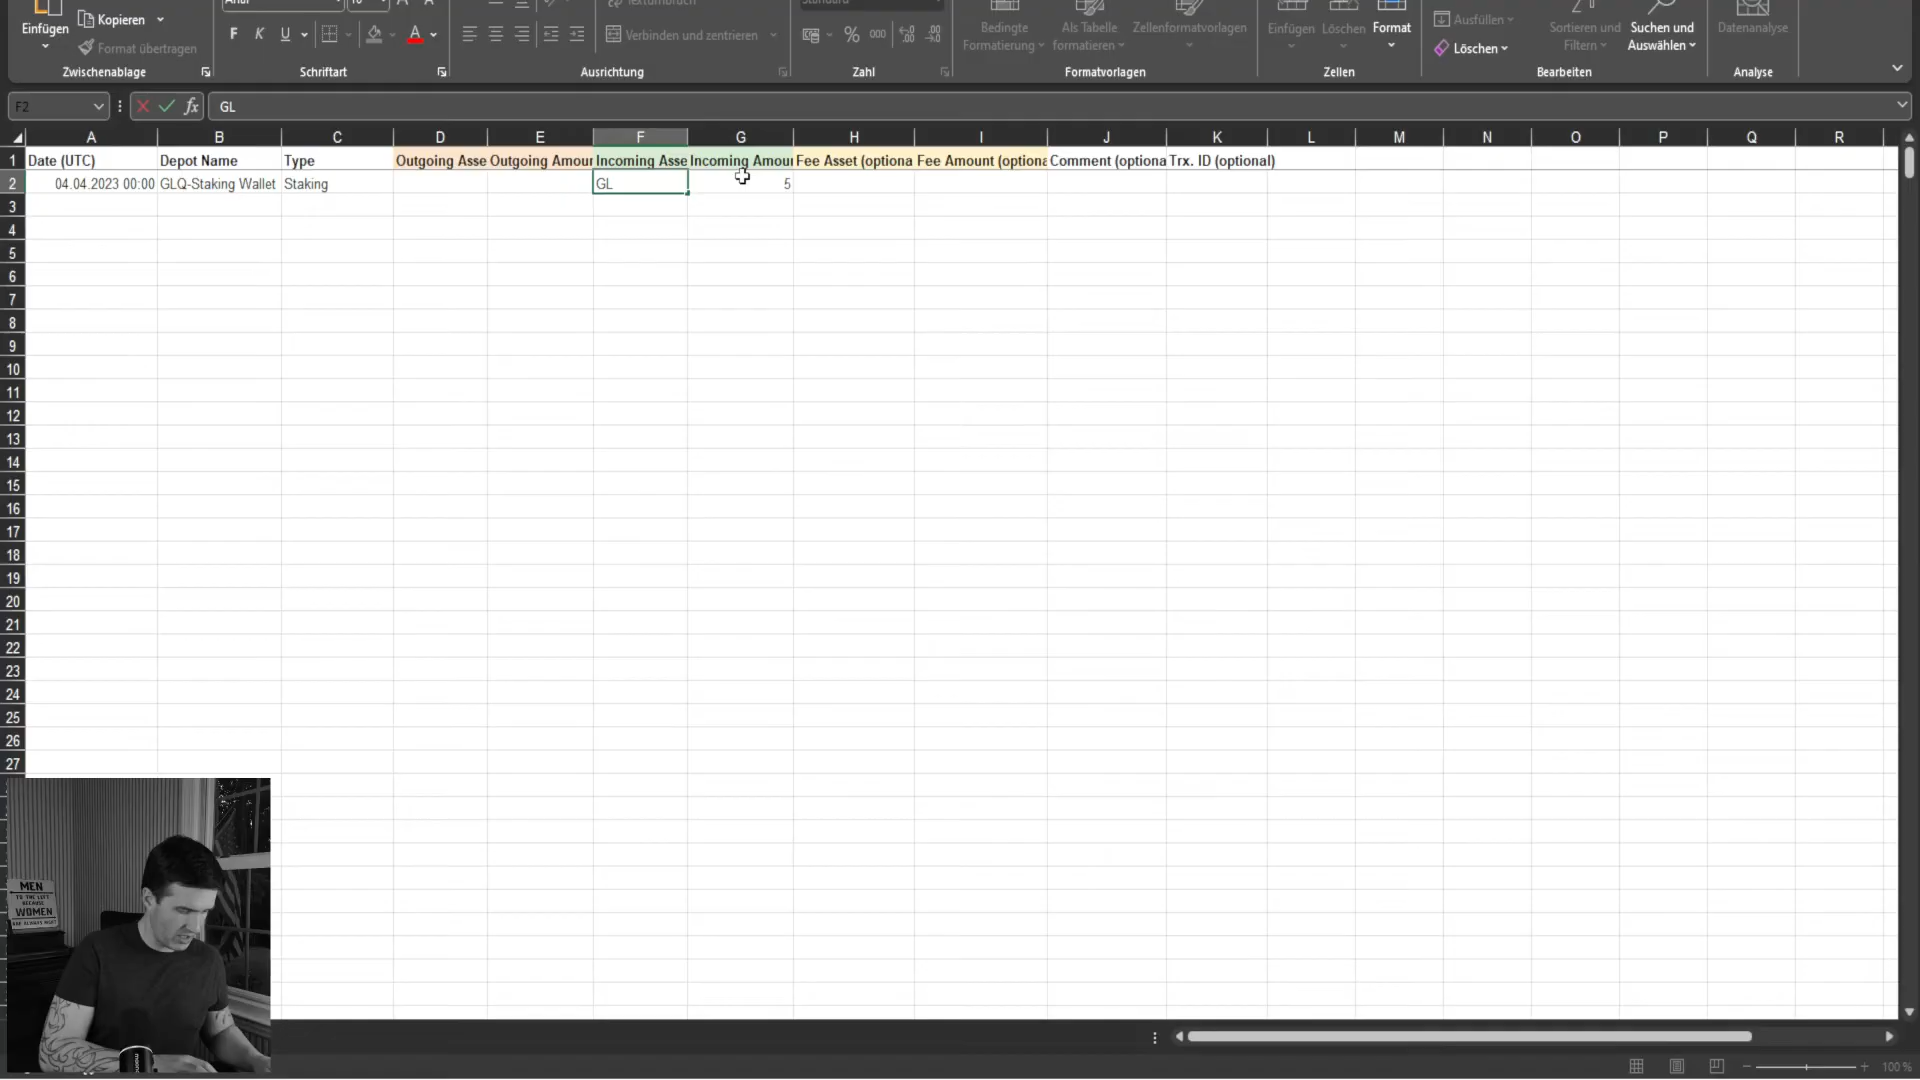 Einfügen
Kopieren
Format übertragen
Zwischenablage
F K U
A
Schriftart
Ausrichtung
Verbinden und zentrieren
% 000
Zahl
Bedingte Formatierung
Als Tabelle formatieren
Zellenformatvorlagen
Formatvorlagen
Einfügen
Löschen
Format
Zellen
Ausfüllen
Löschen
Sortieren und Filtern
Suchen und Auswählen
Bearbeiten
Datenanalyse
Analyse
F2 fx GL
A B C D E F G H I J K L M N O P Q R
1 Date (UTC) Depot Name Type Outgoing Asse Outgoing Amour Incoming Asse Incoming Amour Fee Asset (optiona Fee Amount (optiona Comment (optiona Trx. ID (optional)
2 04.04.2023 00:00 GLQ-Staking Wallet Staking GL 5
3
4
5
6
7
8
9
10
11
12
13
14
15
16
17
18
19
20
21
22
23
24
25
26
27
MEN
TO THE LEFT
BECAUSE
WOMEN
ARE ALWAYS RIGHT
100 %